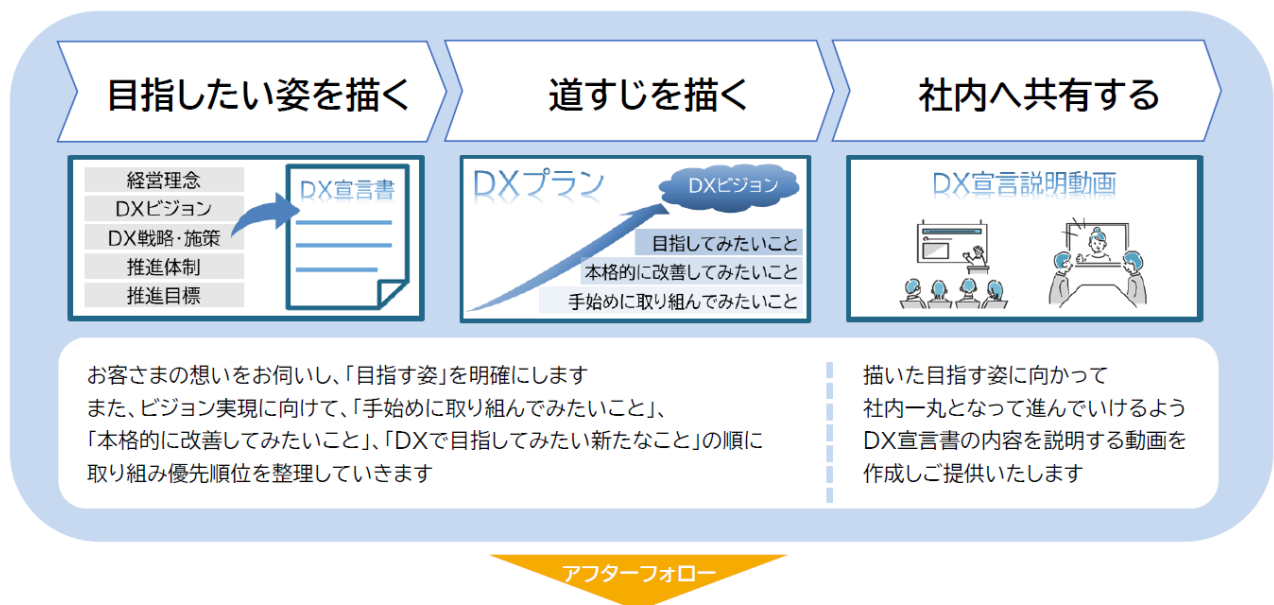 目指したい姿を描く
道すじを描く
社内へ共有する
経営理念
DXビジョン
DX戦略・施策
推進体制
推進目標
DX宣言書
DXプラン
DXビジョン
目指してみたいこと
本格的に改善してみたいこと
手始めに取り組んでみたいこと
DX宣言説明動画
お客さまの想いをお伺いし、「目指す姿」を明確にします
また、ビジョン実現に向けて、「手始めに取り組んでみたいこと」、
「本格的に改善してみたいこと」、「DXで目指してみたい新たなこと」の順に
取り組み優先順位を整理していきます
描いた目指す姿に向かって
社内一丸となって進んでいけるよう
DX宣言書の内容を説明する動画を
作成しご提供いたします
アフターフォロー